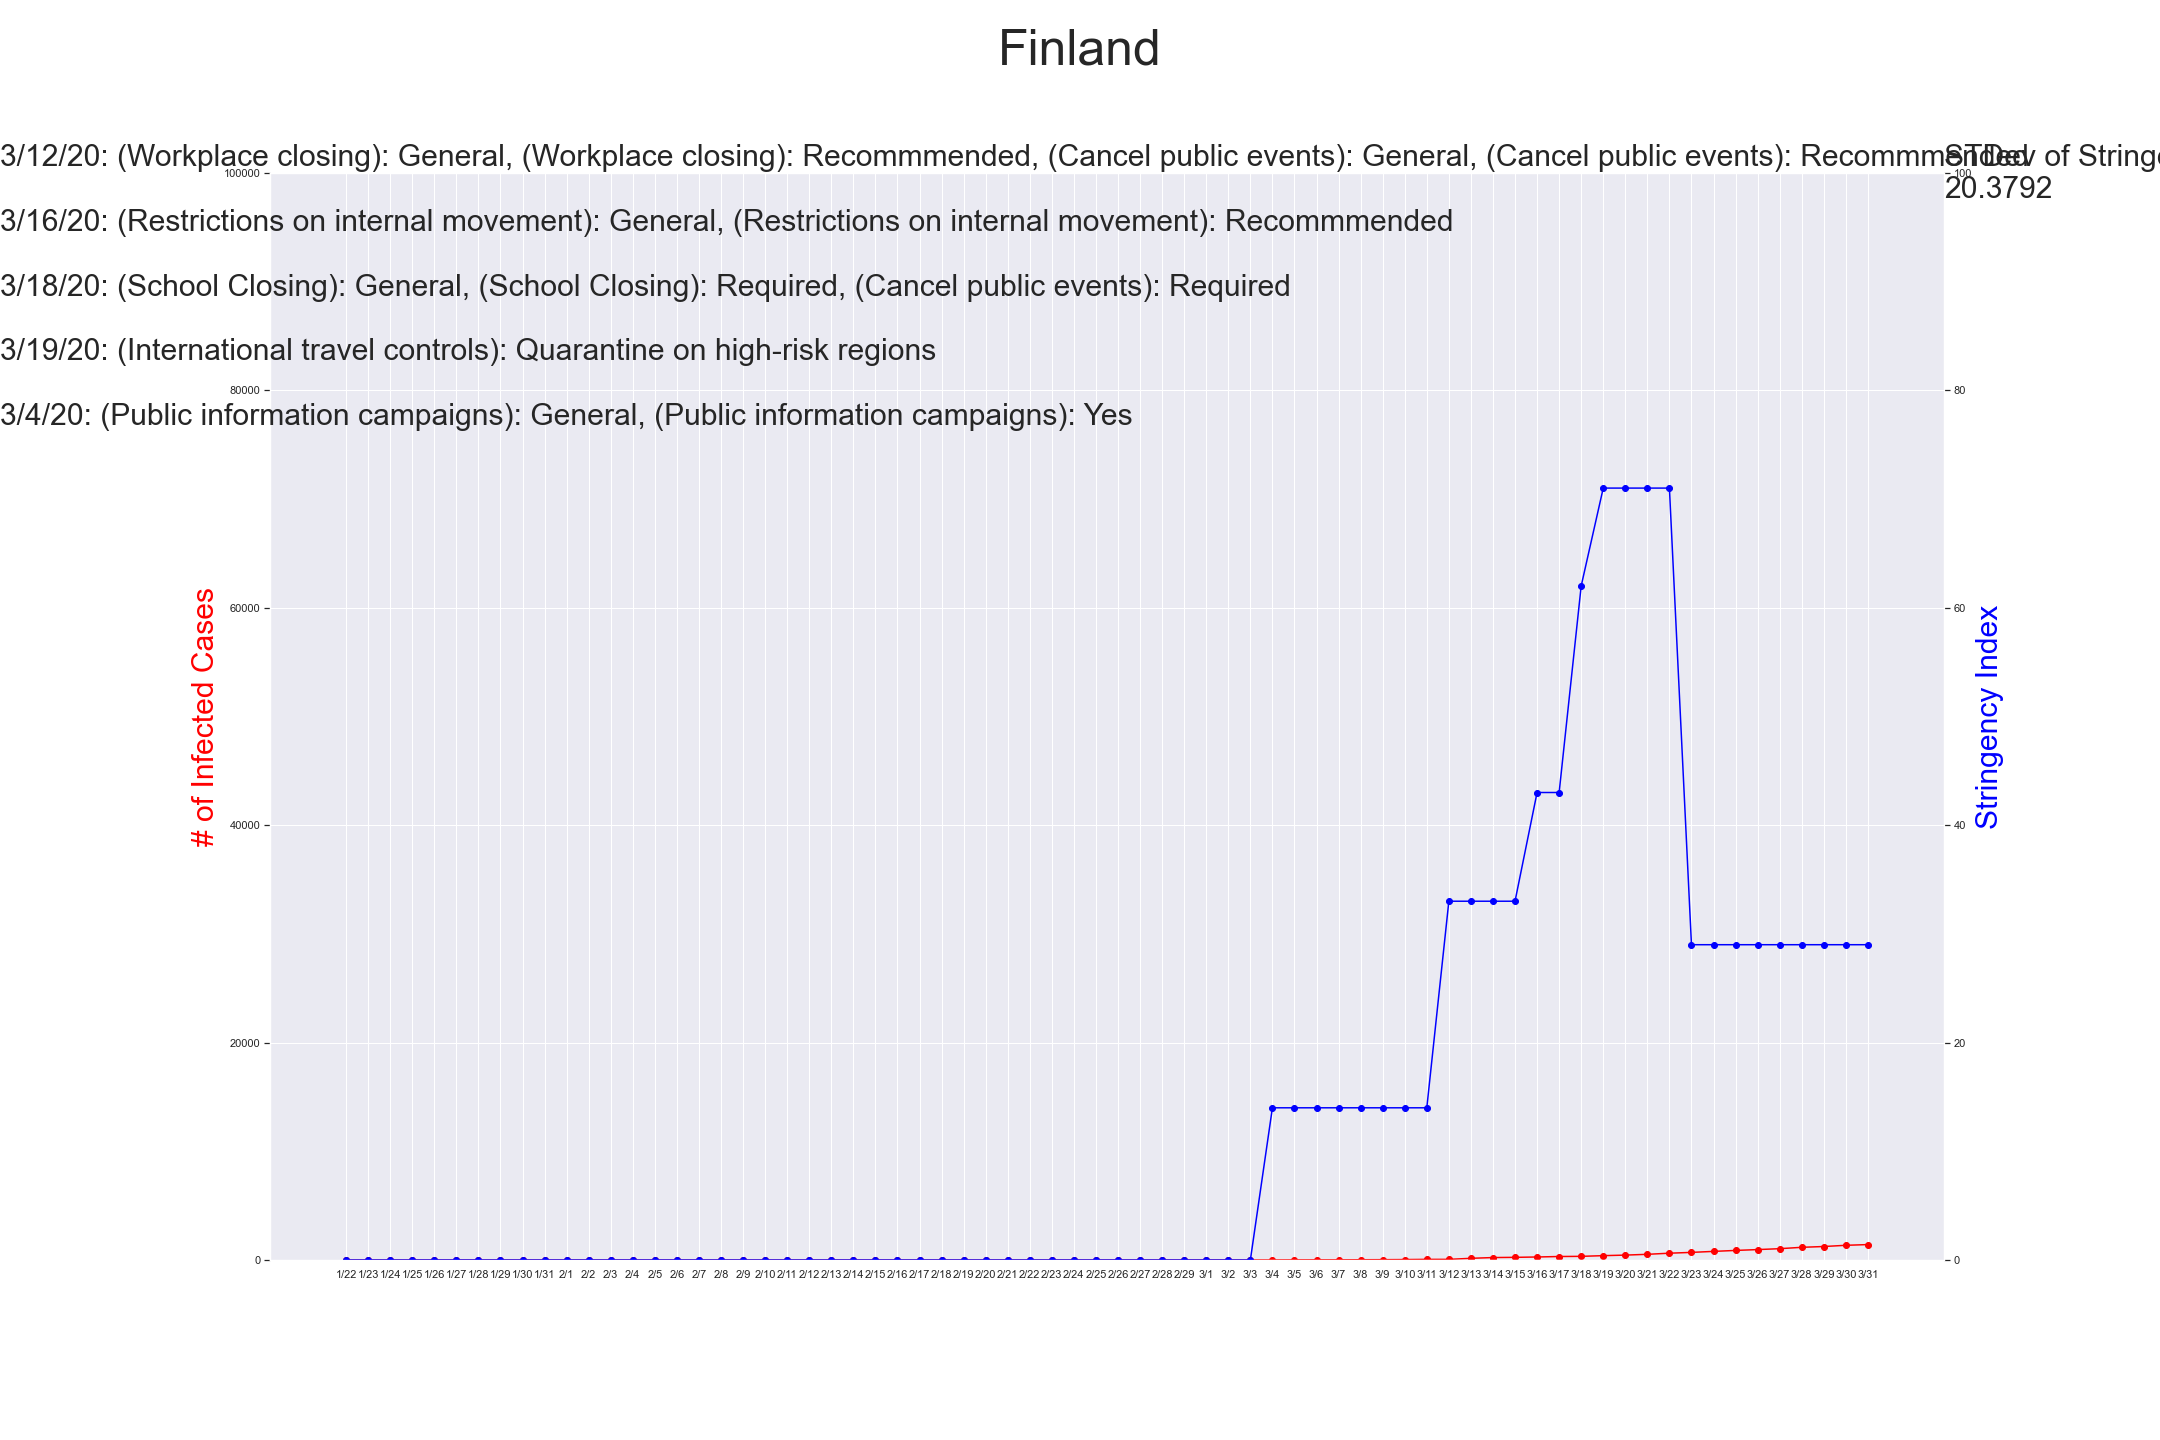 Finland
3/12/20: (Workplace closing): General, (Workplace closing): Recommmended, (Cancel public events): General, (Cancel public events): Recommmended
STDev of Stringe
20.3792
3/16/20: (Restrictions on internal movement): General, (Restrictions on internal movement): Recommmended
3/18/20: (School Closing): General, (School Closing): Required, (Cancel public events): Required
3/19/20: (International travel controls): Quarantine on high-risk regions
3/4/20: (Public information campaigns): General, (Public information campaigns): Yes
100000
80000
60000
40000
20000
0
# of Infected Cases
100
80
60
40
20
0
Stringency Index
1/22 1/23 1/24 1/25 1/26 1/27 1/28 1/29 1/30 1/31 2/1 2/2 2/3 2/4 2/5 2/6 2/7 2/8 2/9 2/10 2/11 2/12 2/13 2/14 2/15 2/16 2/17 2/18 2/19 2/20 2/21 2/22 2/23 2/24 2/25 2/26 2/27 2/28 2/29 3/1 3/2 3/3 3/4 3/5 3/6 3/7 3/8 3/9 3/10 3/11 3/12 3/13 3/14 3/15 3/16 3/17 3/18 3/19 3/20 3/21 3/22 3/23 3/24 3/25 3/26 3/27 3/28 3/29 3/30 3/31